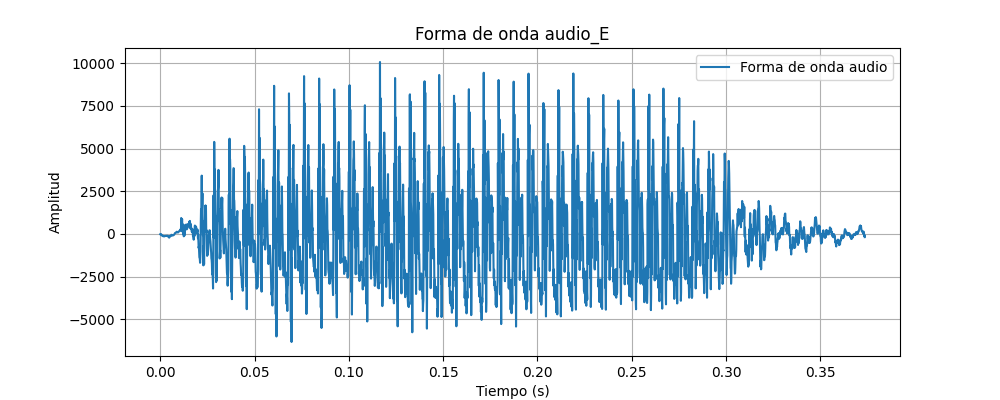 Forma de onda audio_E
Forma de onda audio
Amplitud
10000
7500
5000
2500
0
−2500
−5000
0.00 0.05 0.10 0.15 0.20 0.25 0.30 0.35
Tiempo (s)